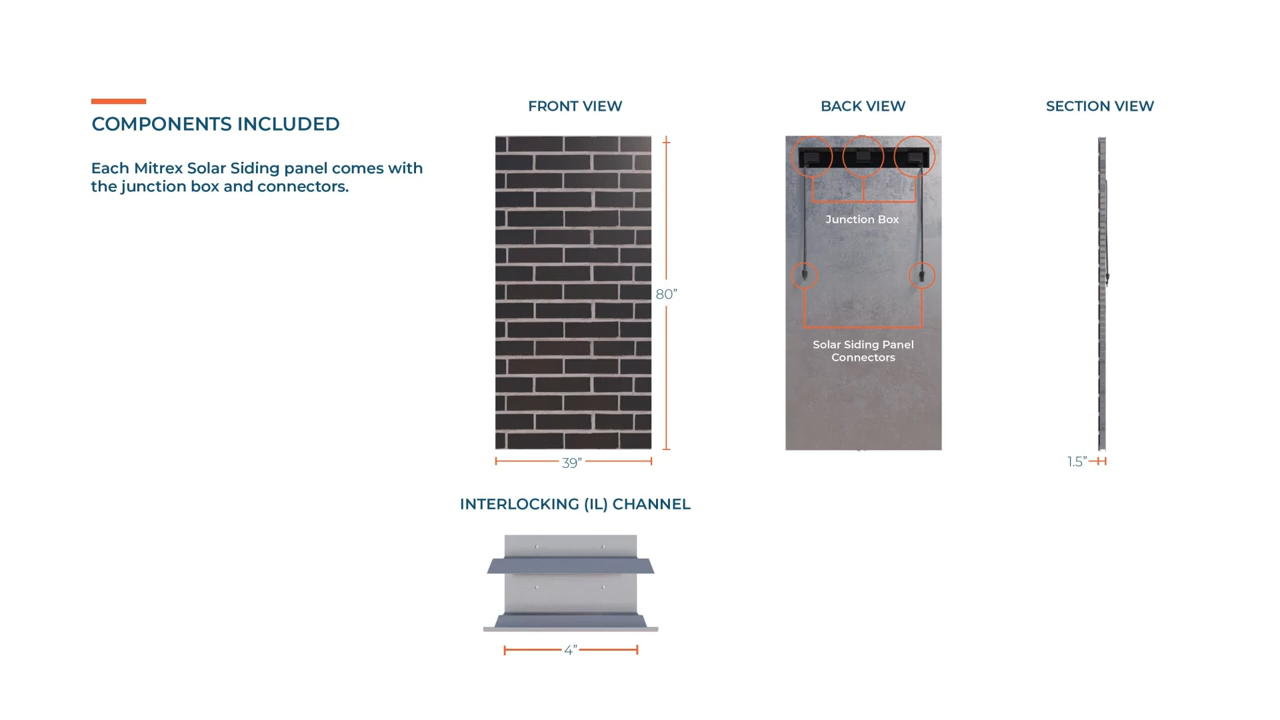 COMPONENTS INCLUDED
Each Mitrex Solar Siding panel comes with
the junction box and connectors.
FRONT VIEW
80”
39”
BACK VIEW
Junction Box
Solar Siding Panel
Connectors
SECTION VIEW
1.5”
INTERLOCKING (IL) CHANNEL
4”